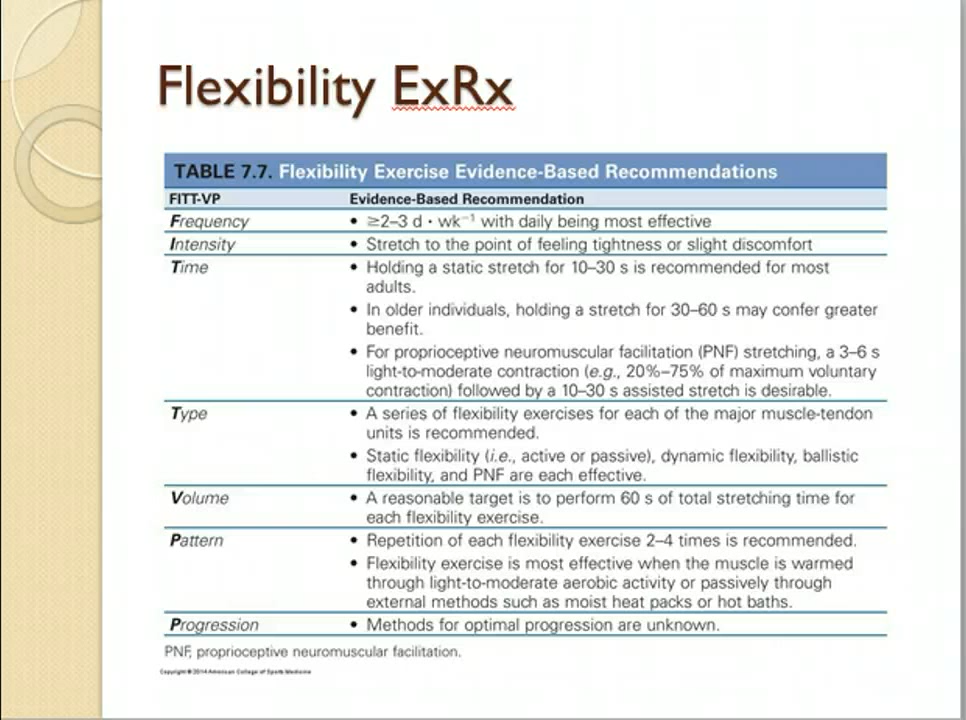 Flexibility ExRx
TABLE 7.7. Flexibility Exercise Evidence-Based Recommendations
FITT-VP Evidence-Based Recommendation
Frequency • ≥2–3 d · wk⁻¹ with daily being most effective
Intensity • Stretch to the point of feeling tightness or slight discomfort
Time • Holding a static stretch for 10–30 s is recommended for most
adults.
• In older individuals, holding a stretch for 30–60 s may confer greater
benefit.
• For proprioceptive neuromuscular facilitation (PNF) stretching, a 3–6 s
light-to-moderate contraction (e.g., 20%–75% of maximum voluntary
contraction) followed by a 10–30 s assisted stretch is desirable.
Type • A series of flexibility exercises for each of the major muscle-tendon
units is recommended.
• Static flexibility (i.e., active or passive), dynamic flexibility, ballistic
flexibility, and PNF are each effective.
Volume • A reasonable target is to perform 60 s of total stretching time for
each flexibility exercise.
Pattern • Repetition of each flexibility exercise 2–4 times is recommended.
• Flexibility exercise is most effective when the muscle is warmed
through light-to-moderate aerobic activity or passively through
external methods such as moist heat packs or hot baths.
Progression • Methods for optimal progression are unknown.
PNF, proprioceptive neuromuscular facilitation.
Copyright © 2014 American College of Sports Medicine